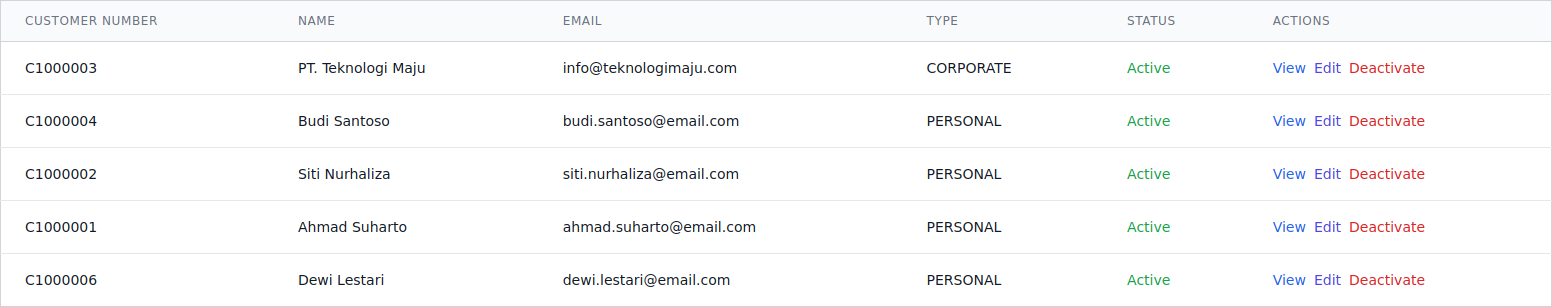 CUSTOMER NUMBER NAME EMAIL TYPE STATUS ACTIONS
C1000003 PT. Teknologi Maju info@teknologimaju.com CORPORATE Active View Edit Deactivate
C1000004 Budi Santoso budi.santoso@email.com PERSONAL Active View Edit Deactivate
C1000002 Siti Nurhaliza siti.nurhaliza@email.com PERSONAL Active View Edit Deactivate
C1000001 Ahmad Suharto ahmad.suharto@email.com PERSONAL Active View Edit Deactivate
C1000006 Dewi Lestari dewi.lestari@email.com PERSONAL Active View Edit Deactivate